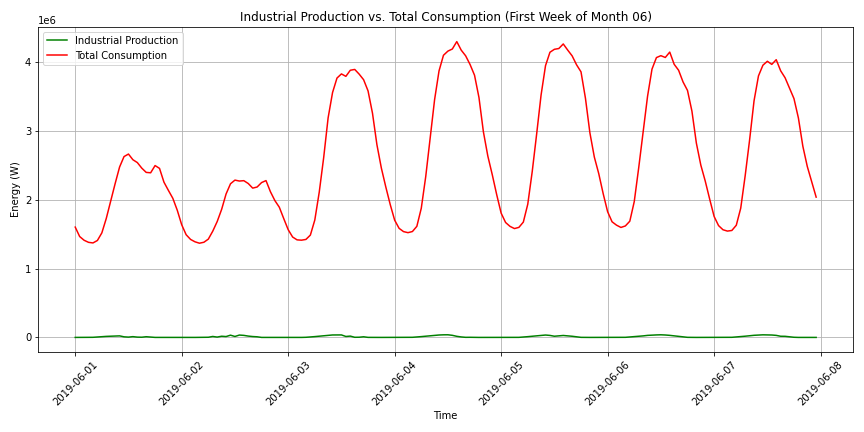 Industrial Production vs. Total Consumption (First Week of Month 06)
1e6
Industrial Production
Total Consumption
4
3
2
1
0
Energy (W)
2019-06-01
2019-06-02
2019-06-03
2019-06-04
2019-06-05
2019-06-06
2019-06-07
2019-06-08
Time